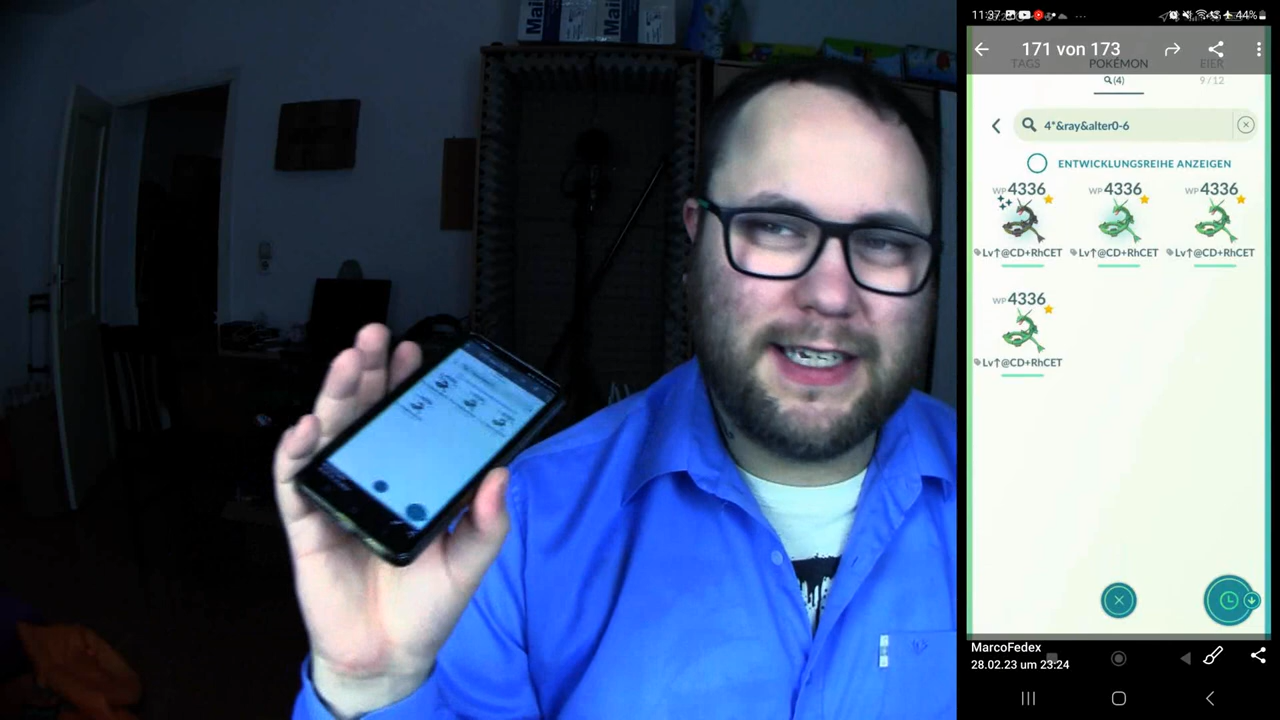 Mai
Mai
11:37
44%
171 von 173
TAGS
POKÉMON
EIER
(4)
9/12
4*&ray&alter0-6
ENTWICKLUNGSREIHE ANZEIGEN
WP 4336
WP 4336
WP 4336
Lv↑@CD+RhCET
Lv↑@CD+RhCET
Lv↑@CD+RhCET
WP 4336
Lv↑@CD+RhCET
MarcoFedex
28.02.23 um 23:24